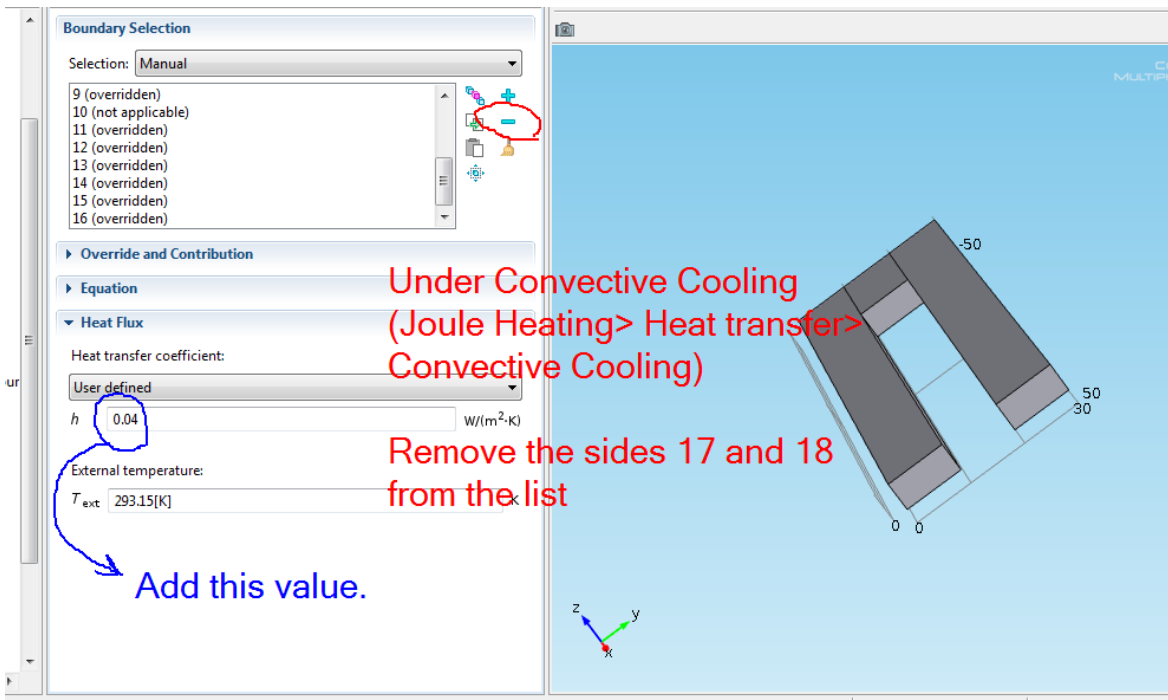 Boundary Selection
Selection: Manual
9 (overridden)
10 (not applicable)
11 (overridden)
12 (overridden)
13 (overridden)
14 (overridden)
15 (overridden)
16 (overridden)
Override and Contribution
Equation
Heat Flux
Heat transfer coefficient:
User defined
h 0.04 W/(m²·K)
External temperature:
Text 293.15[K] K
Add this value.
Under Convective Cooling
(Joule Heating> Heat transfer>
Convective Cooling)
Remove the sides 17 and 18
from the list
-50
50
30
0 0
z y
x